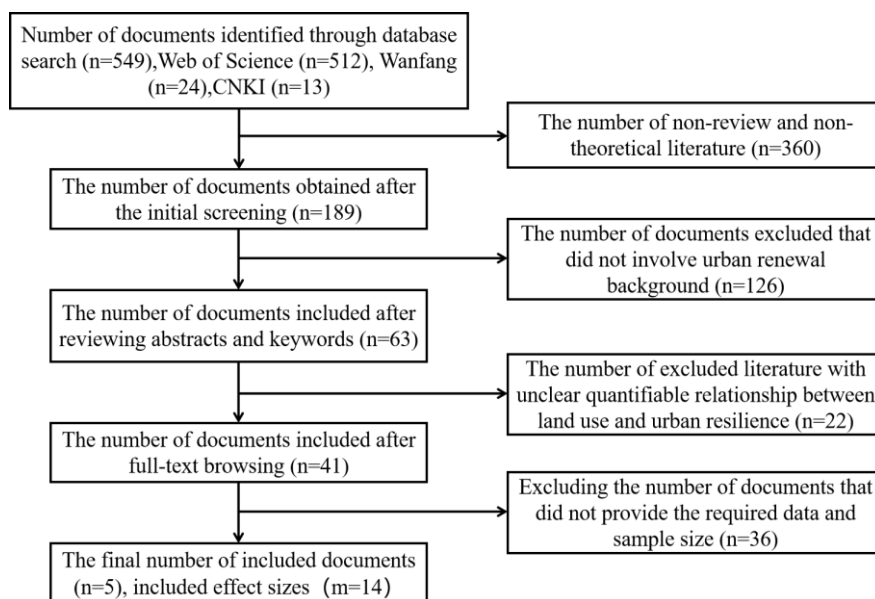 Number of documents identified through database
search (n=549),Web of Science (n=512), Wanfang
(n=24),CNKI (n=13)
The number of non-review and non-
theoretical literature (n=360)
The number of documents obtained after
the initial screening (n=189)
The number of documents excluded that
did not involve urban renewal
background (n=126)
The number of documents included after
reviewing abstracts and keywords (n=63)
The number of excluded literature with
unclear quantifiable relationship between
land use and urban resilience (n=22)
The number of documents included after
full-text browsing (n=41)
Excluding the number of documents that
did not provide the required data and
sample size (n=36)
The final number of included documents
(n=5), included effect sizes (m=14)